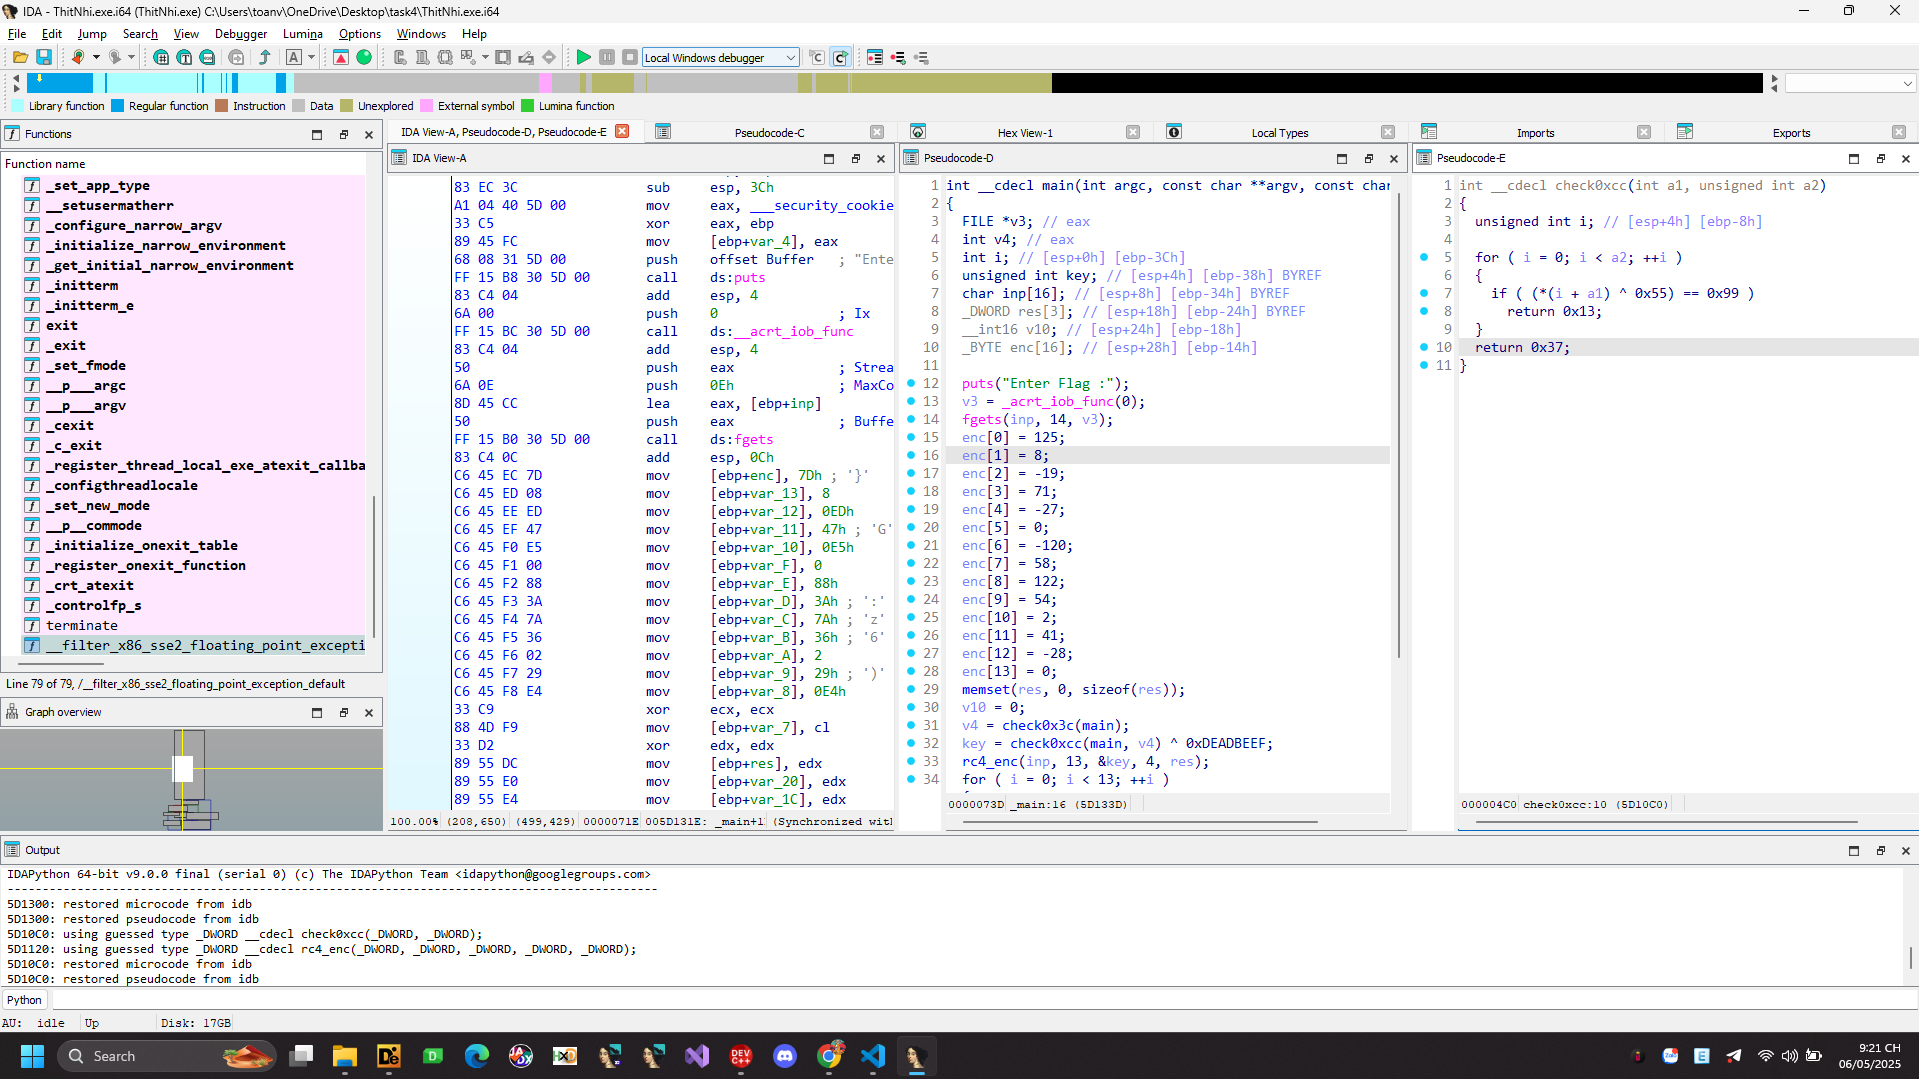 IDA - ThitNhi.exe.i64 (ThitNhi.exe) C:\Users\toanv\OneDrive\Desktop\task4\ThitNhi.exe.i64
File Edit Jump Search View Debugger Lumina Options Windows Help
Local Windows debugger
Library function Regular function Instruction Data Unexplored External symbol Lumina function
Functions
Function name
_set_app_type
__setusermatherr
_configure_narrow_argv
_initialize_narrow_environment
_get_initial_narrow_environment
_initterm
_initterm_e
exit
_exit
_set_fmode
__p___argc
__p___argv
_cexit
_c_exit
_register_thread_local_exe_atexit_callba
_configthreadlocale
_set_new_mode
__p__commode
_initialize_onexit_table
_register_onexit_function
_crt_atexit
_controlfp_s
terminate
__filter_x86_sse2_floating_point_excepti
Line 79 of 79, /__filter_x86_sse2_floating_point_exception_default
Graph overview
IDA View-A, Pseudocode-D, Pseudocode-E Pseudocode-C Hex View-1 Local Types Imports Exports
IDA View-A
83 EC 3C sub esp, 3Ch
A1 04 40 5D 00 mov eax, ___security_cookie
33 C5 xor eax, ebp
89 45 FC mov [ebp+var_4], eax
68 08 31 5D 00 push offset Buffer ; "Ente
FF 15 B8 30 5D 00 call ds:puts
83 C4 04 add esp, 4
6A 00 push 0 ; Ix
FF 15 BC 30 5D 00 call ds:__acrt_iob_func
83 C4 04 add esp, 4
50 push eax ; Strea
6A 0E push 0Eh ; MaxCo
8D 45 CC lea eax, [ebp+inp]
50 push eax ; Buffe
FF 15 B0 30 5D 00 call ds:fgets
83 C4 0C add esp, 0Ch
C6 45 EC 7D mov [ebp+enc], 7Dh ; '}'
C6 45 ED 08 mov [ebp+var_13], 8
C6 45 EE ED mov [ebp+var_12], 0EDh
C6 45 EF 47 mov [ebp+var_11], 47h ; 'G'
C6 45 F0 E5 mov [ebp+var_10], 0E5h
C6 45 F1 00 mov [ebp+var_F], 0
C6 45 F2 88 mov [ebp+var_E], 88h
C6 45 F3 3A mov [ebp+var_D], 3Ah ; ':'
C6 45 F4 7A mov [ebp+var_C], 7Ah ; 'z'
C6 45 F5 36 mov [ebp+var_B], 36h ; '6'
C6 45 F6 02 mov [ebp+var_A], 2
C6 45 F7 29 mov [ebp+var_9], 29h ; ')'
C6 45 F8 E4 mov [ebp+var_8], 0E4h
33 C9 xor ecx, ecx
88 4D F9 mov [ebp+var_7], cl
33 D2 xor edx, edx
89 55 DC mov [ebp+res], edx
89 55 E0 mov [ebp+var_20], edx
89 55 E4 mov [ebp+var_1C], edx
100.00% (208,650) (499,429) 0000071E 005D131E: _main+1 (Synchronized wit
Pseudocode-D
1 int __cdecl main(int argc, const char **argv, const char
2 {
3 FILE *v3; // eax
4 int v4; // eax
5 int i; // [esp+0h] [ebp-3Ch]
6 unsigned int key; // [esp+4h] [ebp-38h] BYREF
7 char inp[16]; // [esp+8h] [ebp-34h] BYREF
8 _DWORD res[3]; // [esp+18h] [ebp-24h] BYREF
9 __int16 v10; // [esp+24h] [ebp-18h]
10 _BYTE enc[16]; // [esp+28h] [ebp-14h]
11
12 puts("Enter Flag :");
13 v3 = _acrt_iob_func(0);
14 fgets(inp, 14, v3);
15 enc[0] = 125;
16 enc[1] = 8;
17 enc[2] = -19;
18 enc[3] = 71;
19 enc[4] = -27;
20 enc[5] = 0;
21 enc[6] = -120;
22 enc[7] = 58;
23 enc[8] = 122;
24 enc[9] = 54;
25 enc[10] = 2;
26 enc[11] = 41;
27 enc[12] = -28;
28 enc[13] = 0;
29 memset(res, 0, sizeof(res));
30 v10 = 0;
31 v4 = check0x3c(main);
32 key = check0xcc(main, v4) ^ 0xDEADBEEF;
33 rc4_enc(inp, 13, &key, 4, res);
34 for ( i = 0; i < 13; ++i )
0000073D _main:16 (5D133D)
Pseudocode-E
1 int __cdecl check0xcc(int a1, unsigned int a2)
2 {
3 unsigned int i; // [esp+4h] [ebp-8h]
4
5 for ( i = 0; i < a2; ++i )
6 {
7 if ( (*(i + a1) ^ 0x55) == 0x99 )
8 return 0x13;
9 }
10 return 0x37;
11 }
000004C0 check0xcc:10 (5D10C0)
Output
IDAPython 64-bit v9.0.0 final (serial 0) (c) The IDAPython Team <idapython@googlegroups.com>
-----------------------------------------------------------------------------------------
5D1300: restored microcode from idb
5D1300: restored pseudocode from idb
5D10C0: using guessed type _DWORD __cdecl check0xcc(_DWORD, _DWORD);
5D1120: using guessed type _DWORD __cdecl rc4_enc(_DWORD, _DWORD, _DWORD, _DWORD, _DWORD);
5D10C0: restored microcode from idb
5D10C0: restored pseudocode from idb
Python
AU: idle Up Disk: 17GB
Search
9:21 CH
06/05/2025